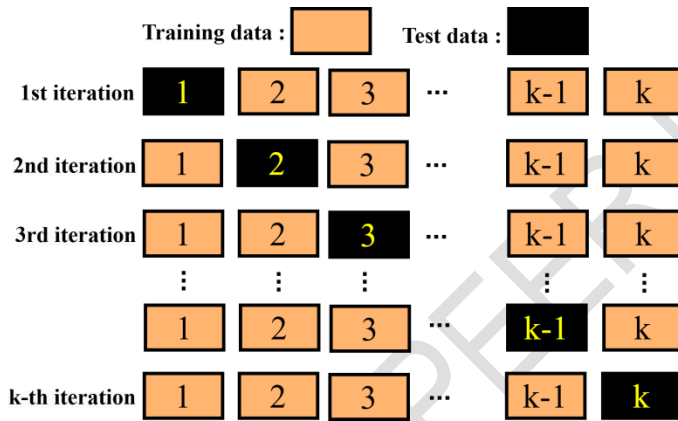 Training data : Test data :
1st iteration 1 2 3 ... k-1 k
2nd iteration 1 2 3 ... k-1 k
3rd iteration 1 2 3 ... k-1 k
⋮ ⋮ ⋮ ⋮ ⋮
1 2 3 ... k-1 k
k-th iteration 1 2 3 ... k-1 k
PEER